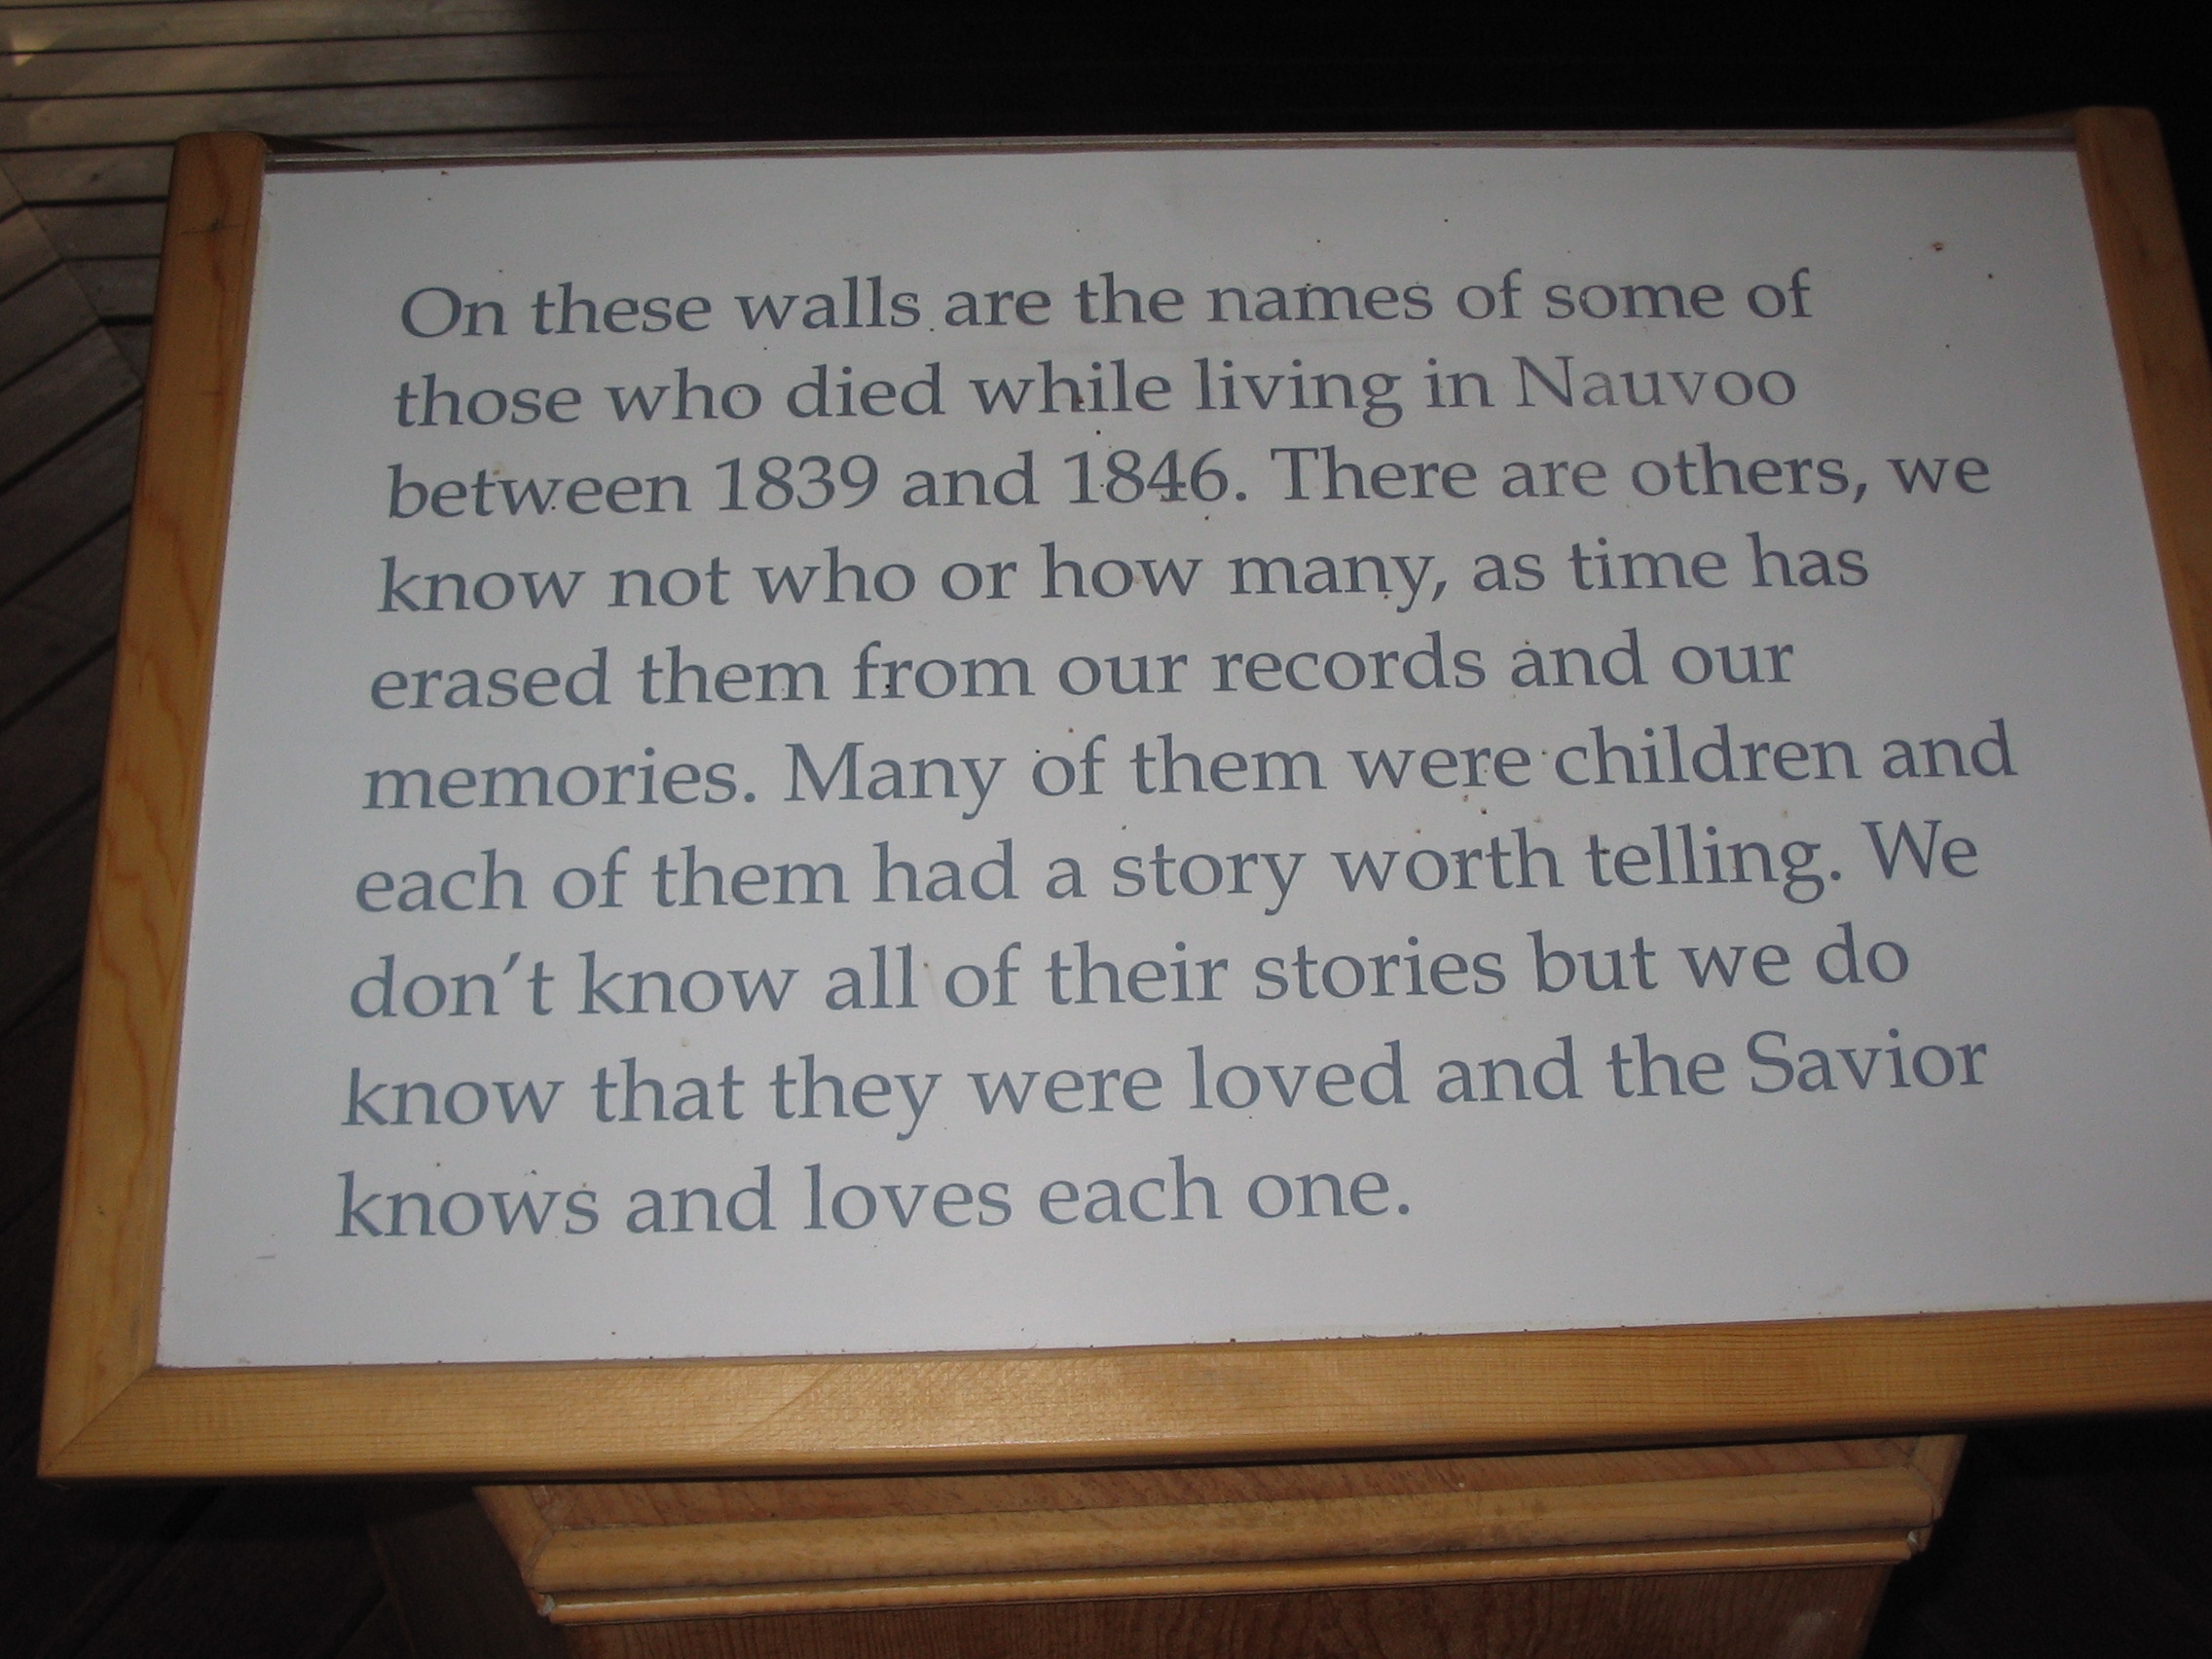 On these walls are the names of some of
those who died while living in Nauvoo
between 1839 and 1846. There are others, we
know not who or how many, as time has
erased them from our records and our
memories. Many of them were children and
each of them had a story worth telling. We
don't know all of their stories but we do
know that they were loved and the Savior
knows and loves each one.